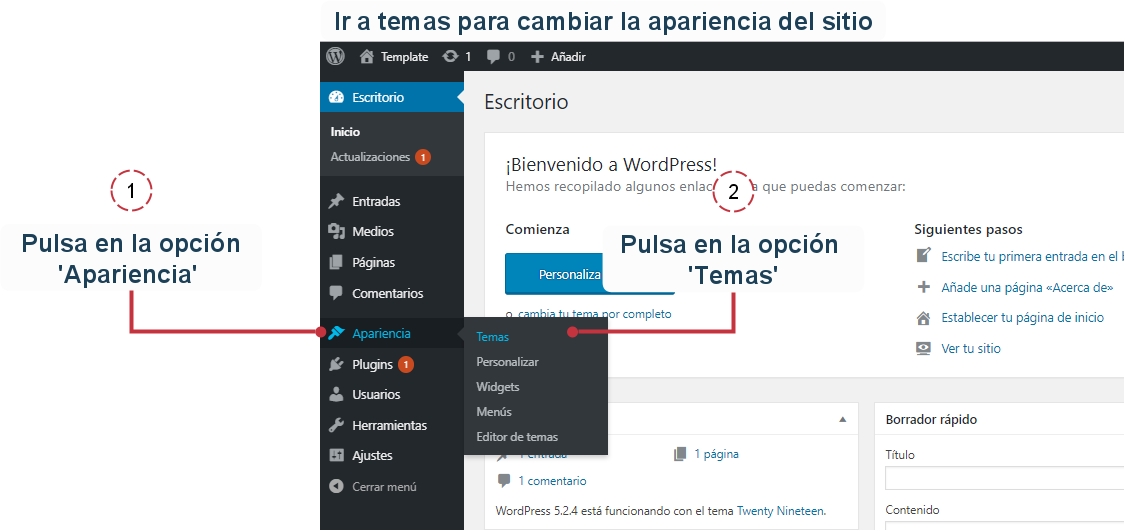 Ir a temas para cambiar la apariencia del sitio
Template 1 0 Añadir
Escritorio
Inicio
Actualizaciones 1
Entradas
Medios
Páginas
Comentarios
Apariencia
Plugins 1
Usuarios
Herramientas
Ajustes
Cerrar menú
1
Pulsa en la opción
'Apariencia'
Temas
Personalizar
Widgets
Menús
Editor de temas
Escritorio
¡Bienvenido a WordPress!
Hemos recopilado algunos a que puedas comenzar:
2
Pulsa en la opción
'Temas'
Comienza
o cambia tu tema por completo
Siguientes pasos
Escribe tu primera entrada en el
Añade una página «Acerca de»
Establecer tu página de inicio
Ver tu sitio
1 entrada
1 página
1 comentario
WordPress 5.2.4 está funcionando con el tema Twenty Nineteen.
Borrador rápido
Título
Contenido